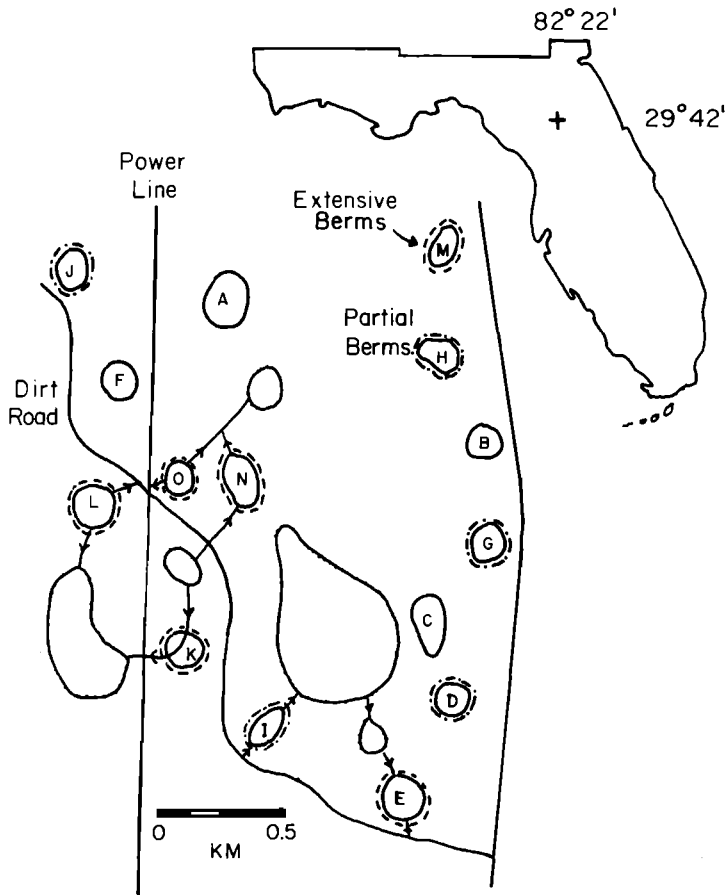 82° 22'
29° 42'
Power
Line
Extensive
Berms
M
J
A
Partial
Berms
H
F
Dirt
Road
B
O
N
L
G
C
K
D
I
E
0 0.5
KM